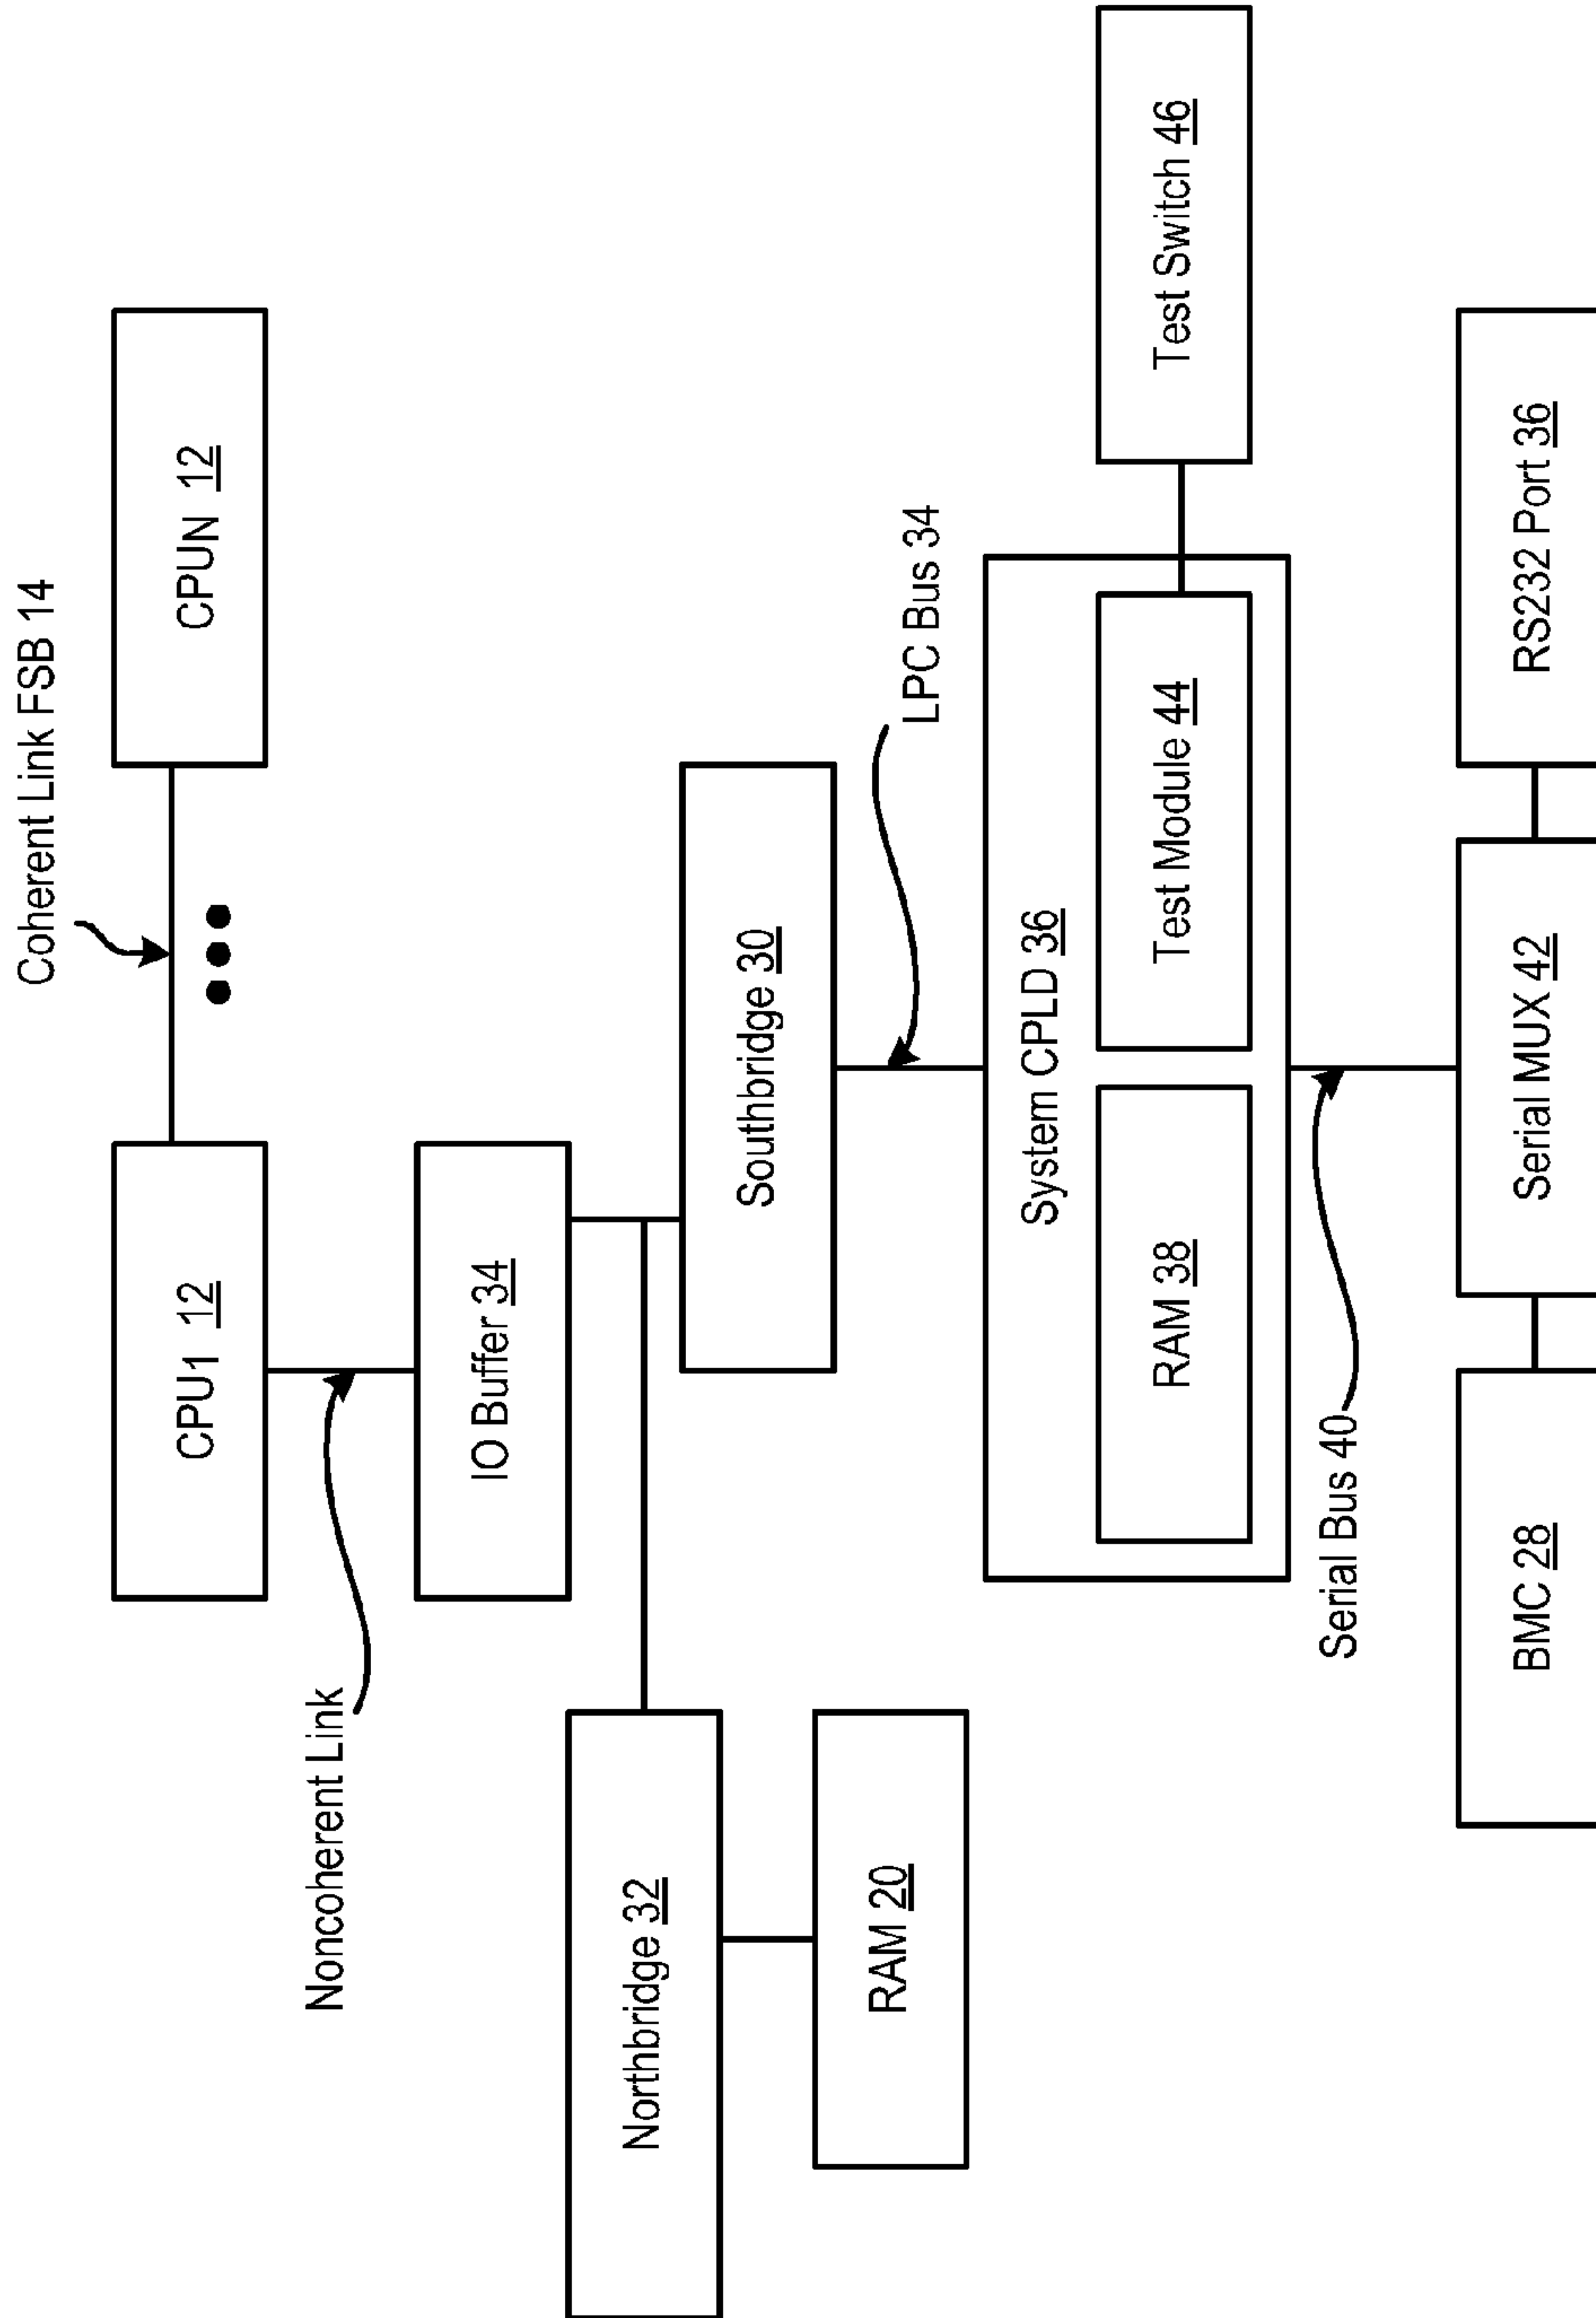 Coherent Link FSB 14
CPU1 12
CPUN 12
Noncoherent Link
IO Buffer 34
Northbridge 32
Southbridge 30
RAM 20
LPC Bus 34
System CPLD 36
RAM 38
Test Module 44
Test Switch 46
Serial Bus 40
BMC 28
Serial MUX 42
RS232 Port 36